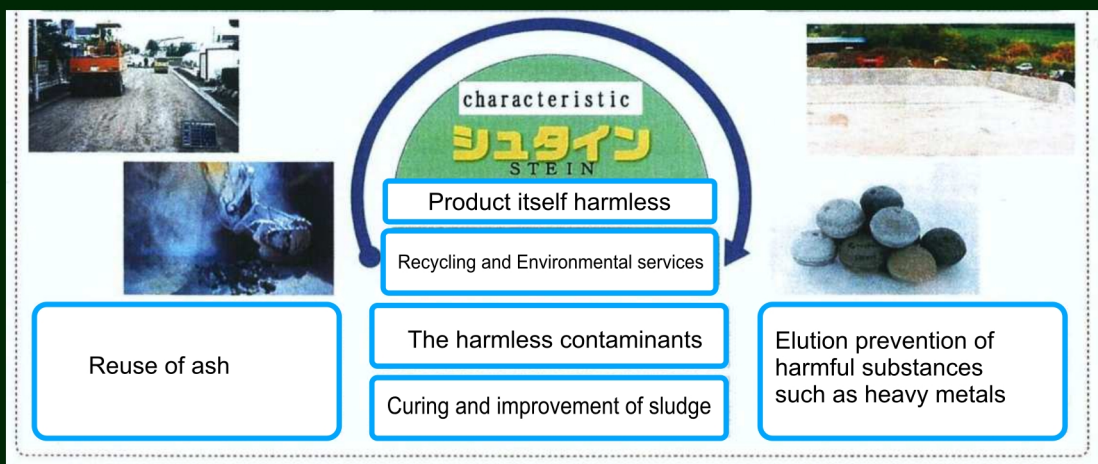 characteristic
シュタイン
STEIN
Product itself harmless
Recycling and Environmental services
The harmless contaminants
Curing and improvement of sludge
Reuse of ash
Elution prevention of
harmful substances
such as heavy metals